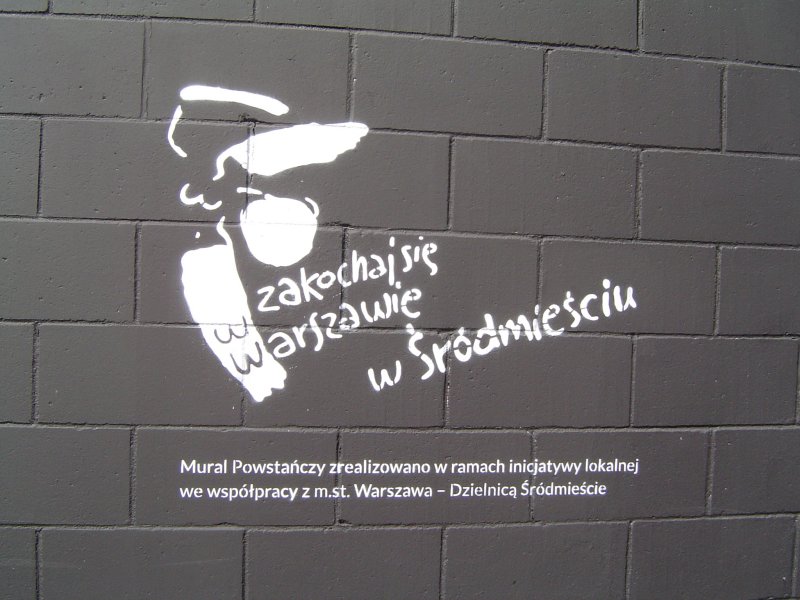 zakochaj się
w
warszawie
w śródmieściu
Mural Powstańczy zrealizowano w ramach inicjatywy lokalnej
we współpracy z m.st. Warszawa – Dzielnicą Śródmieście